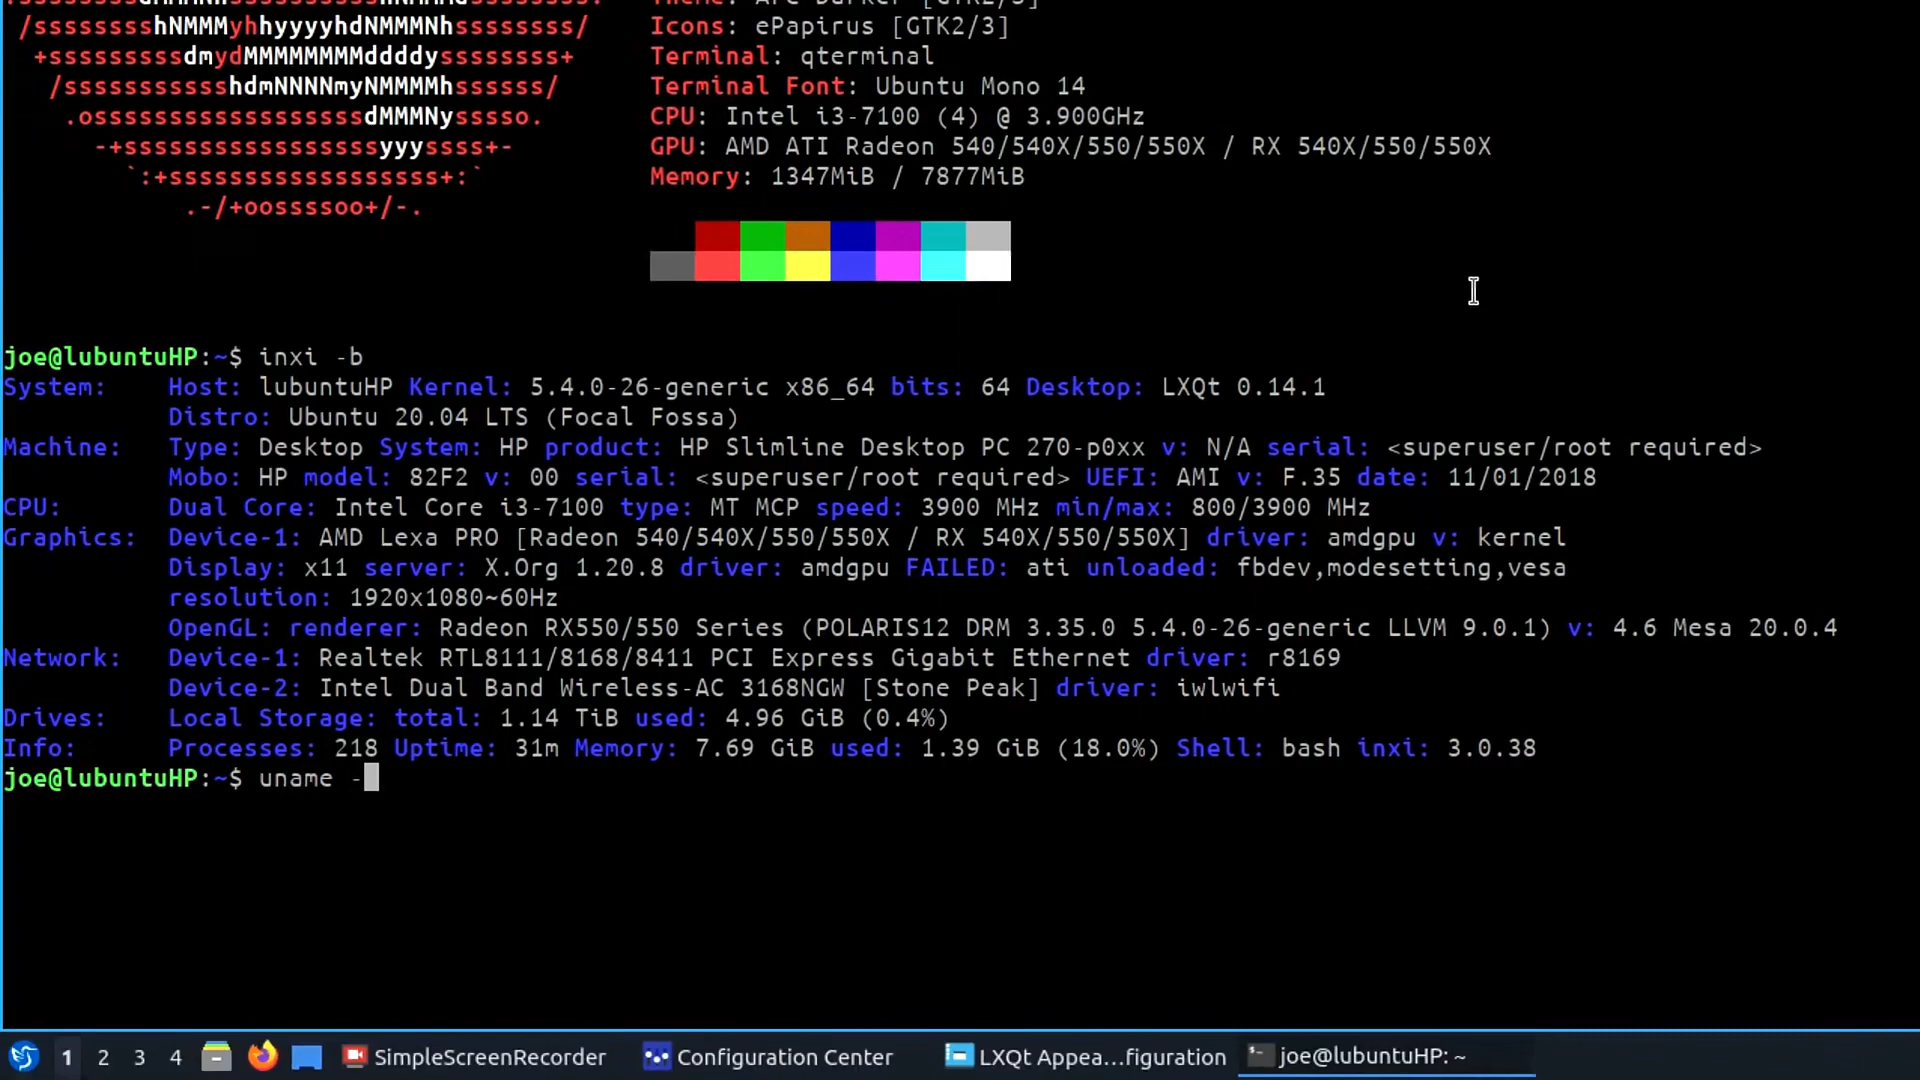 /sssssssshNMMMyhhyyyyhdNMMMNhssssssss/ Icons: ePapirus [GTK2/3]
+sssssssssdmydMMMMMMMMddddyssssssss+ Terminal: qterminal
/ssssssssssshdmNNNNmyNMMMMhssssss/ Terminal Font: Ubuntu Mono 14
.ossssssssssssssssssdMMMNysssso. CPU: Intel i3-7100 (4) @ 3.900GHz
-+sssssssssssssssssyyyssss+- GPU: AMD ATI Radeon 540/540X/550/550X / RX 540X/550/550X
`:+ssssssssssssssssss+:` Memory: 1347MiB / 7877MiB
.-/+oossssoo+/-.
joe@lubuntuHP:~$ inxi -b
System: Host: lubuntuHP Kernel: 5.4.0-26-generic x86_64 bits: 64 Desktop: LXQt 0.14.1
Distro: Ubuntu 20.04 LTS (Focal Fossa)
Machine: Type: Desktop System: HP product: HP Slimline Desktop PC 270-p0xx v: N/A serial: <superuser/root required>
Mobo: HP model: 82F2 v: 00 serial: <superuser/root required> UEFI: AMI v: F.35 date: 11/01/2018
CPU: Dual Core: Intel Core i3-7100 type: MT MCP speed: 3900 MHz min/max: 800/3900 MHz
Graphics: Device-1: AMD Lexa PRO [Radeon 540/540X/550/550X / RX 540X/550/550X] driver: amdgpu v: kernel
Display: x11 server: X.Org 1.20.8 driver: amdgpu FAILED: ati unloaded: fbdev,modesetting,vesa
resolution: 1920x1080~60Hz
OpenGL: renderer: Radeon RX550/550 Series (POLARIS12 DRM 3.35.0 5.4.0-26-generic LLVM 9.0.1) v: 4.6 Mesa 20.0.4
Network: Device-1: Realtek RTL8111/8168/8411 PCI Express Gigabit Ethernet driver: r8169
Device-2: Intel Dual Band Wireless-AC 3168NGW [Stone Peak] driver: iwlwifi
Drives: Local Storage: total: 1.14 TiB used: 4.96 GiB (0.4%)
Info: Processes: 218 Uptime: 31m Memory: 7.69 GiB used: 1.39 GiB (18.0%) Shell: bash inxi: 3.0.38
joe@lubuntuHP:~$ uname -
1 2 3 4 SimpleScreenRecorder Configuration Center LXQt Appea...figuration joe@lubuntuHP: ~